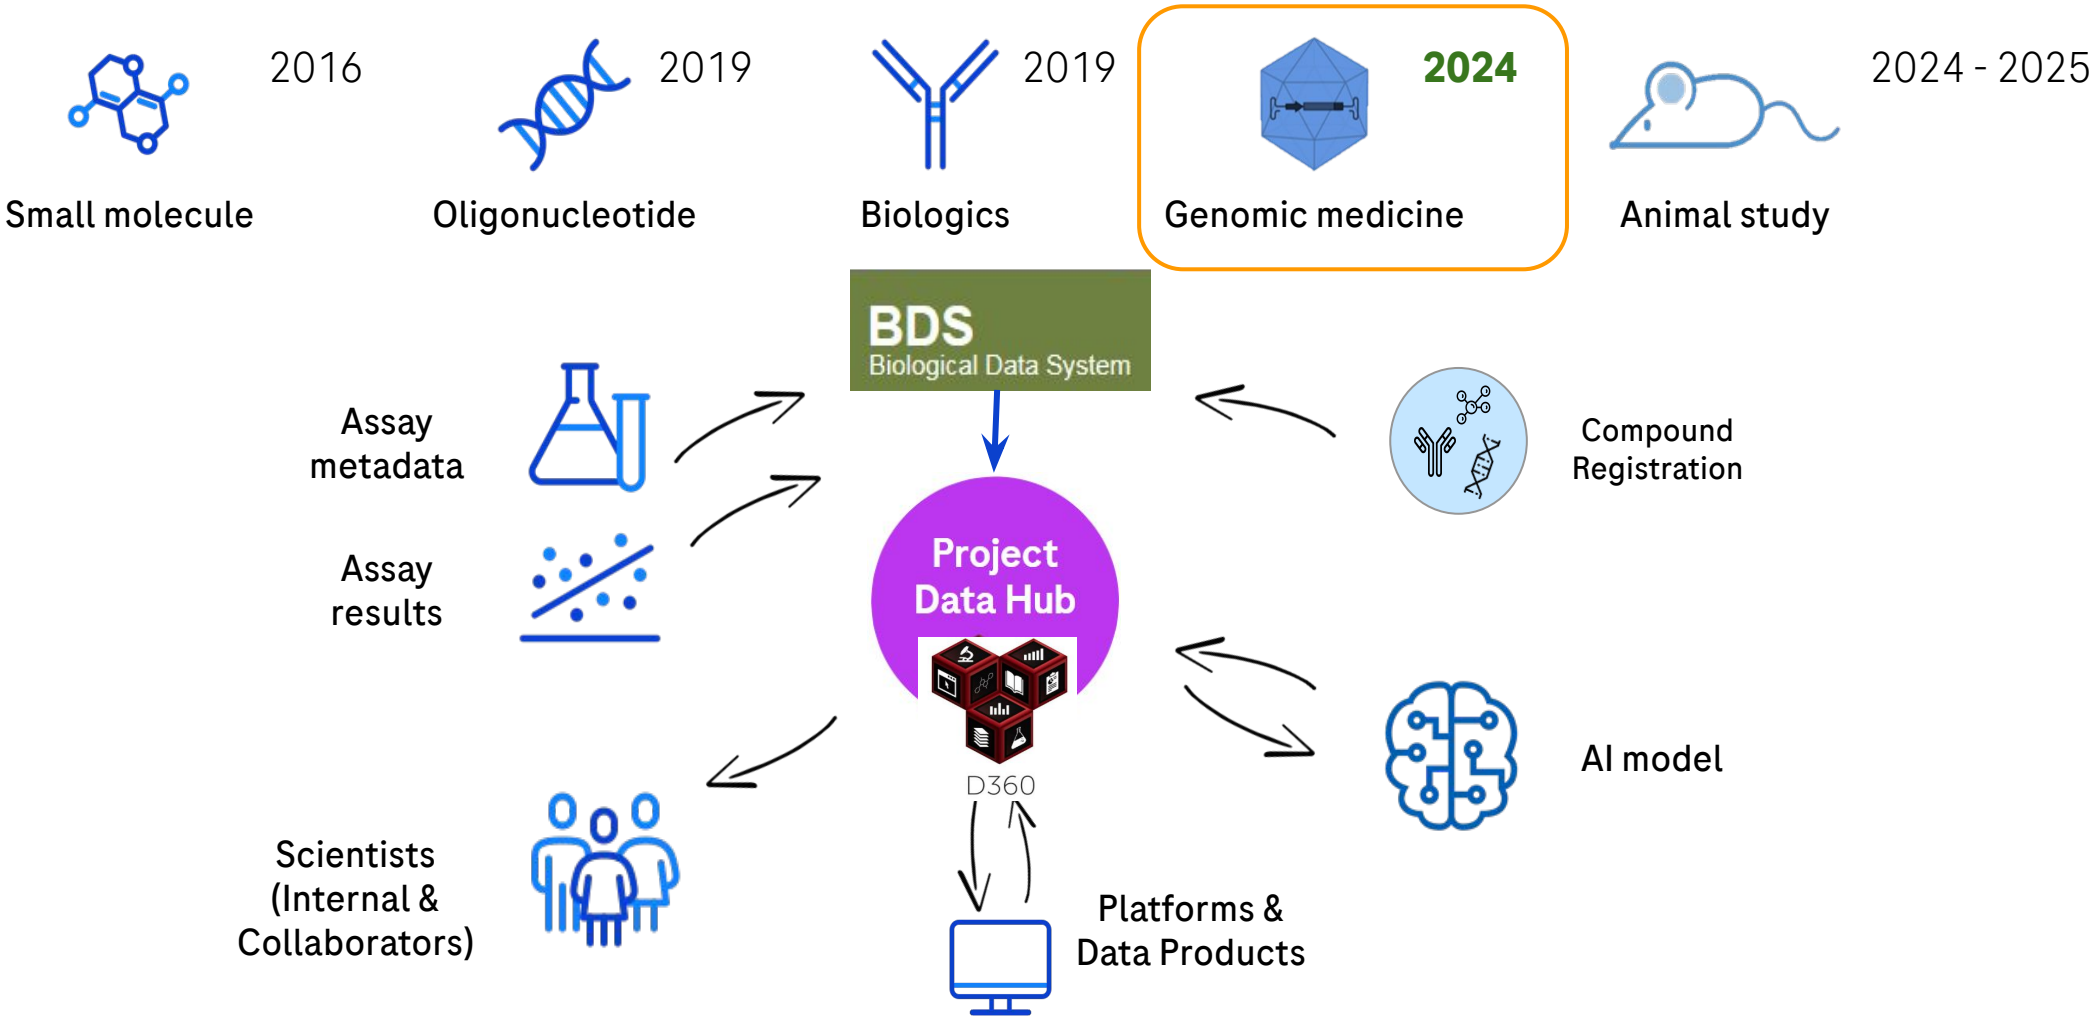 2016
2019
2019
2024
2024 - 2025
Small molecule
Oligonucleotide
Biologics
Genomic medicine
Animal study
BDS
Biological Data System
Assay
metadata
Compound
Registration
Assay
results
Project
Data Hub
D360
AI model
Scientists
(Internal &
Collaborators)
Platforms &
Data Products